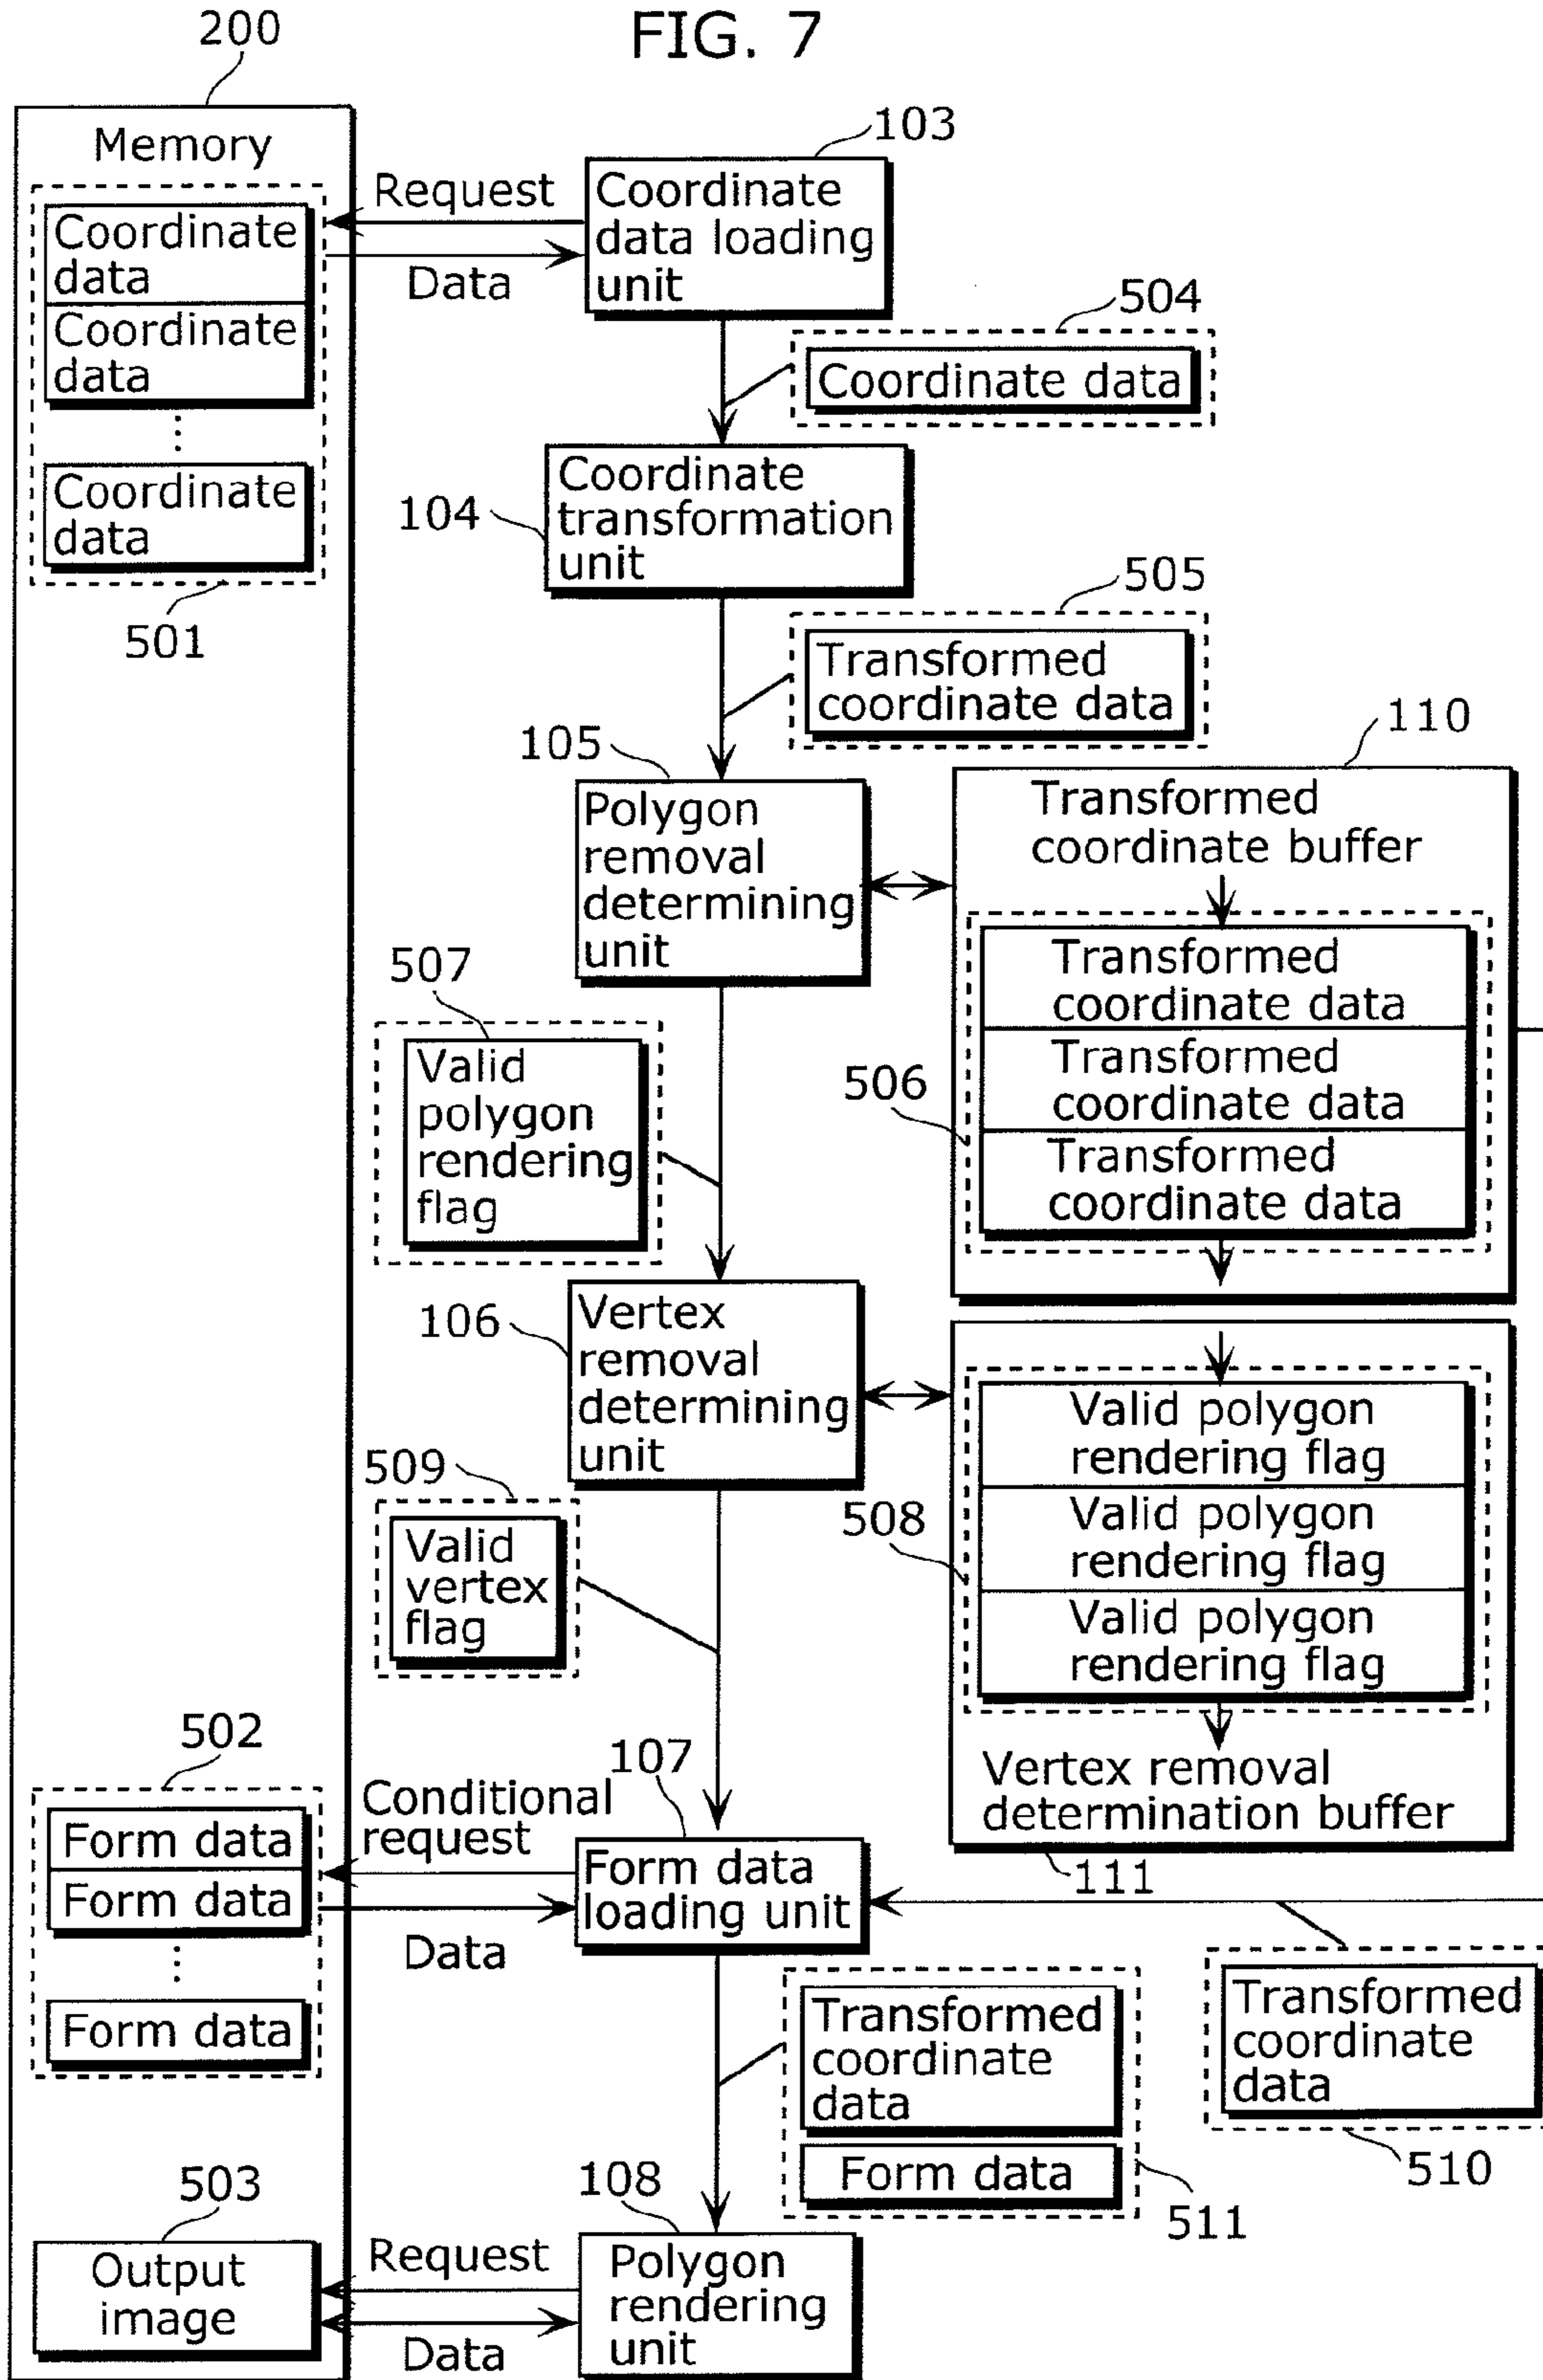 FIG. 7
200
Memory
103
Request
Coordinate
data loading
unit
Coordinate
data
Data
Coordinate
data
504
Coordinate data
Coordinate
data
501
104
Coordinate
transformation
unit
505
Transformed
coordinate data
105
110
Polygon
removal
determining
unit
Transformed
coordinate buffer
Transformed
coordinate data
Transformed
coordinate data
Transformed
coordinate data
506
507
Valid
polygon
rendering
flag
106
Vertex
removal
determining
unit
Valid polygon
rendering flag
Valid polygon
rendering flag
Valid polygon
rendering flag
508
Vertex removal
determination buffer
111
509
Valid
vertex
flag
502
107
Conditional
request
Form data
Form data
Form data
loading unit
Data
Form data
Transformed
coordinate
data
Form data
511
Transformed
coordinate
data
510
503
108
Output
image
Request
Data
Polygon
rendering
unit